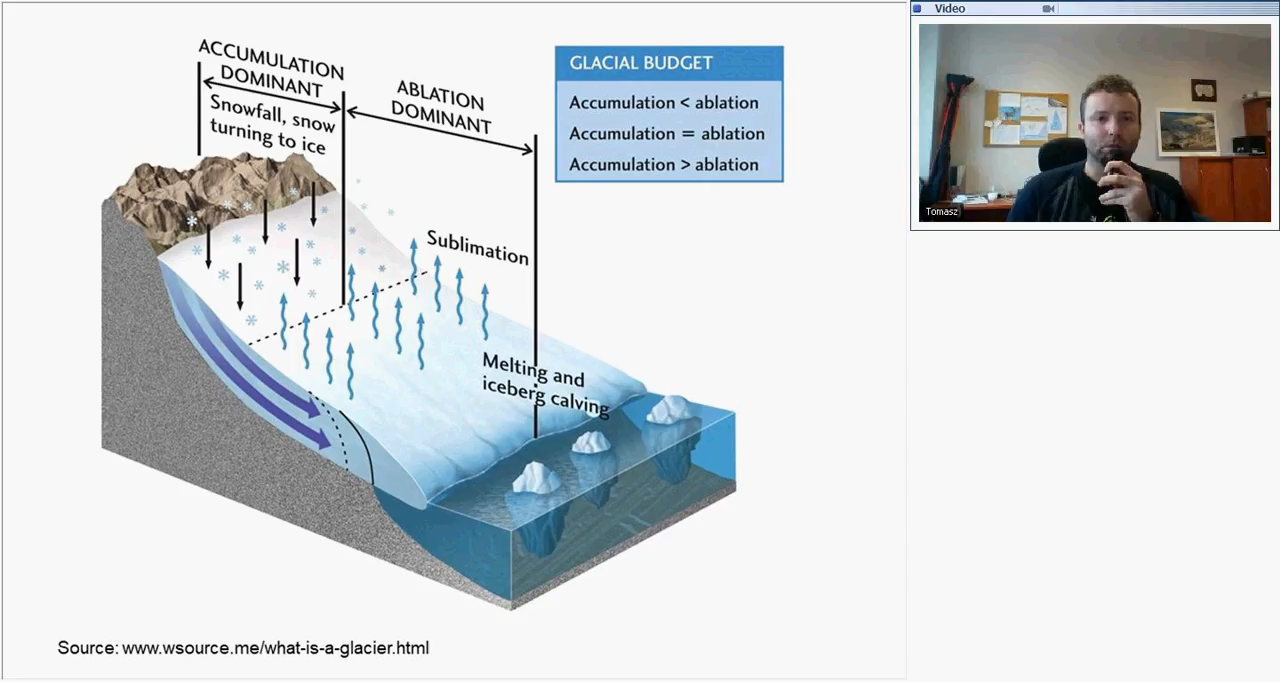 ACCUMULATION
DOMINANT
Snowfall, snow
turning to ice
ABLATION
DOMINANT
GLACIAL BUDGET
Accumulation < ablation
Accumulation = ablation
Accumulation > ablation
Sublimation
Melting and
iceberg calving
Source: www.wsource.me/what-is-a-glacier.html
Video
Tomasz